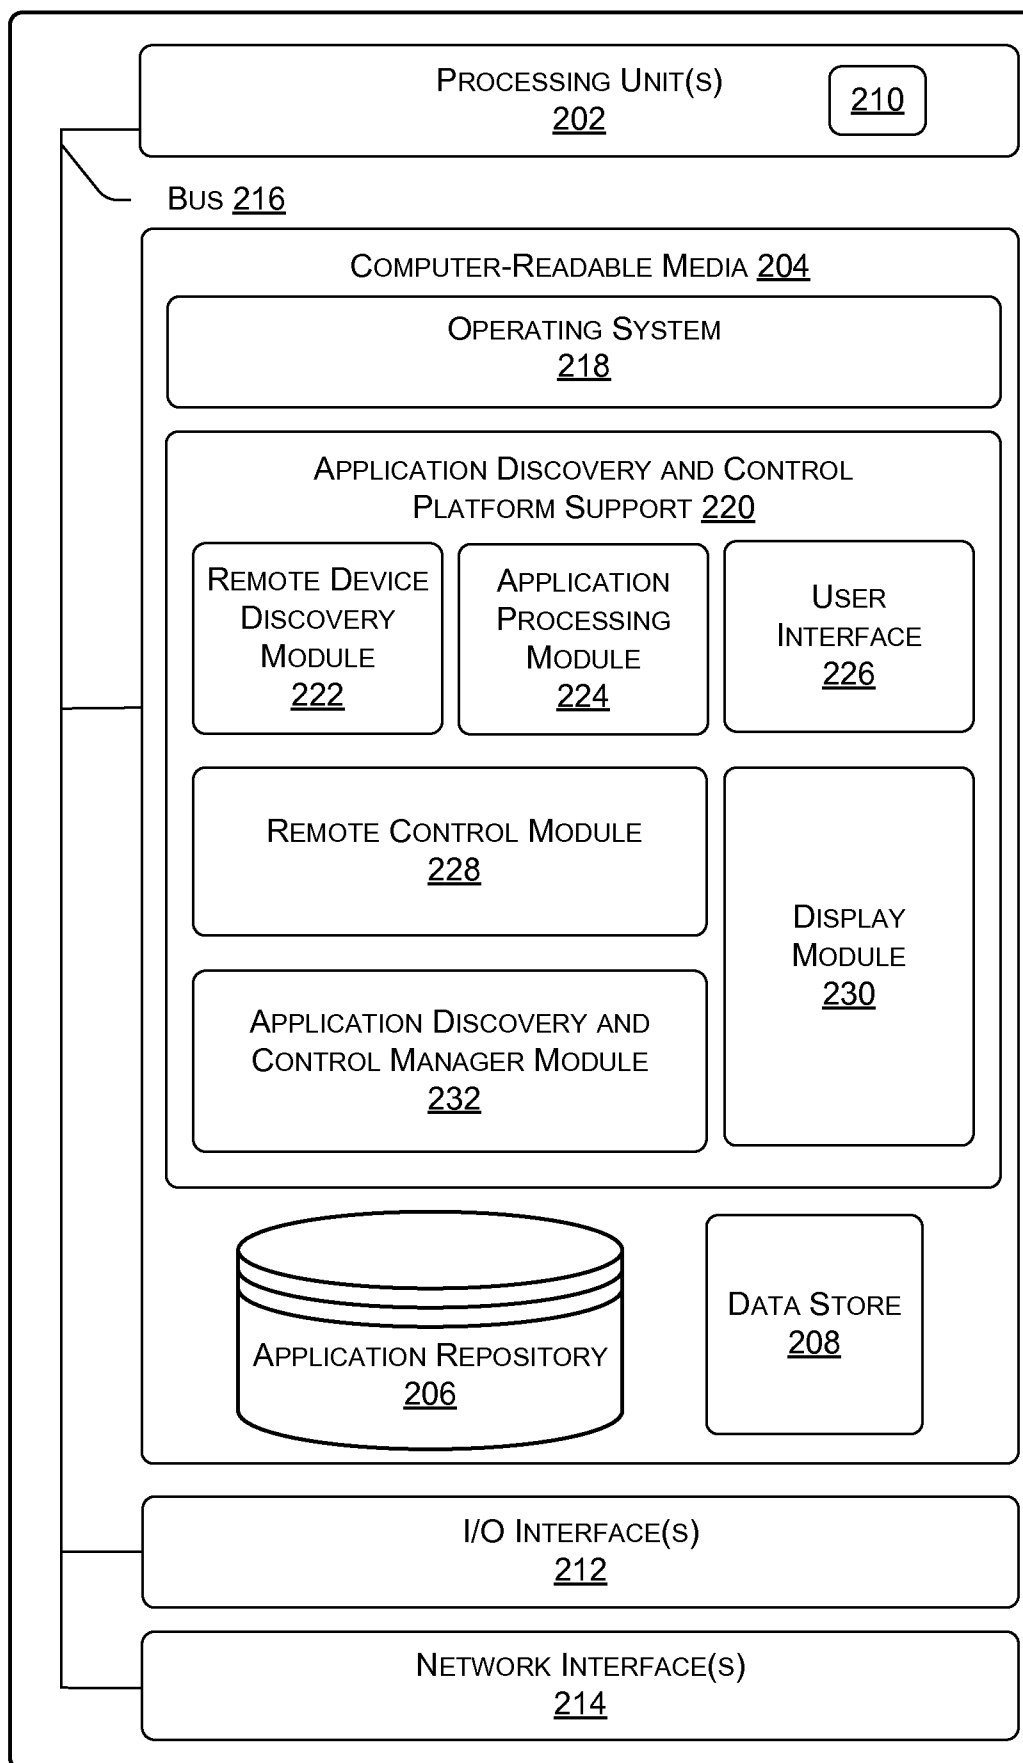 PROCESSING UNIT(S)
202
210
BUS 216
COMPUTER-READABLE MEDIA 204
OPERATING SYSTEM
218
APPLICATION DISCOVERY AND CONTROL
PLATFORM SUPPORT 220
REMOTE DEVICE
DISCOVERY
MODULE
222
APPLICATION
PROCESSING
MODULE
224
USER
INTERFACE
226
REMOTE CONTROL MODULE
228
DISPLAY
MODULE
230
APPLICATION DISCOVERY AND
CONTROL MANAGER MODULE
232
APPLICATION REPOSITORY
206
DATA STORE
208
I/O INTERFACE(S)
212
NETWORK INTERFACE(S)
214